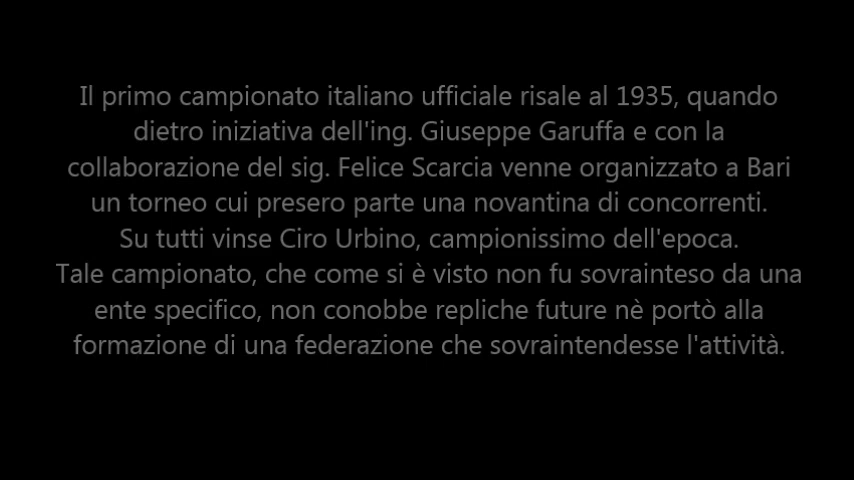 Il primo campionato italiano ufficiale risale al 1935, quando
dietro iniziativa dell'ing. Giuseppe Garuffa e con la
collaborazione del sig. Felice Scarcia venne organizzato a Bari
un torneo cui presero parte una novantina di concorrenti.
Su tutti vinse Ciro Urbino, campionissimo dell'epoca.
Tale campionato, che come si è visto non fu sovrainteso da una
ente specifico, non conobbe repliche future nè portò alla
formazione di una federazione che sovraintendesse l'attività.